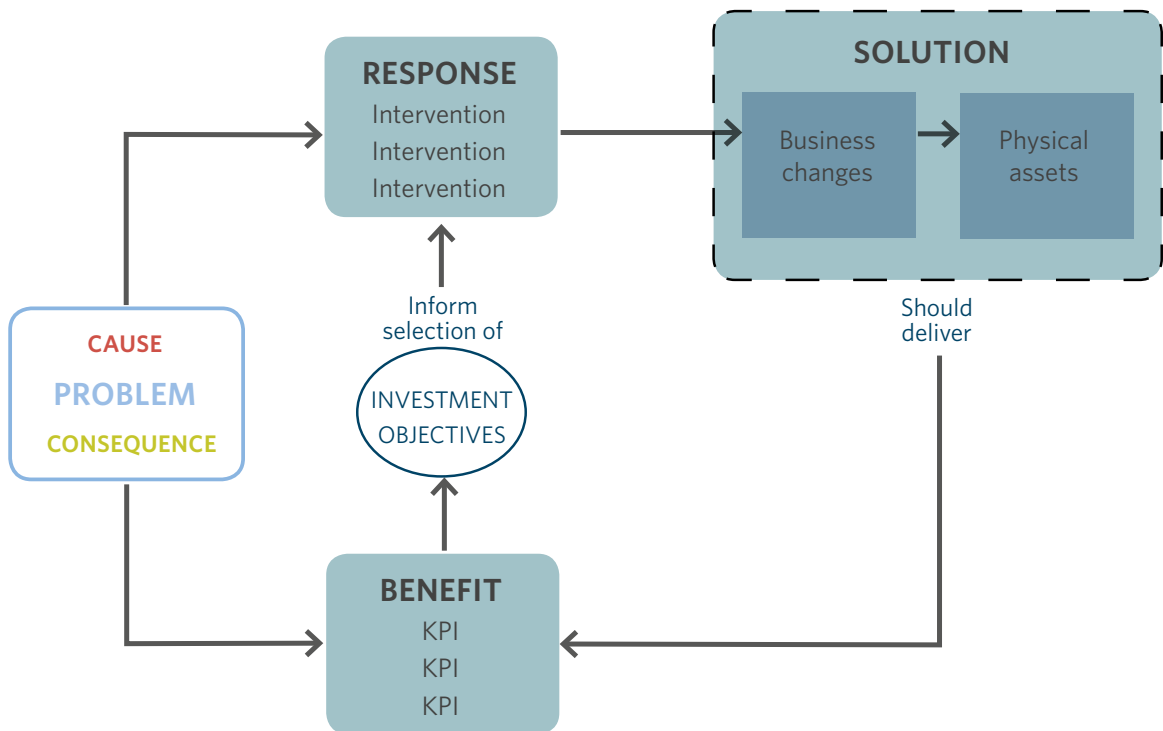 RESPONSE
Intervention
Intervention
Intervention
SOLUTION
Business
changes
Physical
assets
CAUSE
PROBLEM
CONSEQUENCE
Inform
selection of
INVESTMENT
OBJECTIVES
Should
deliver
BENEFIT
KPI
KPI
KPI